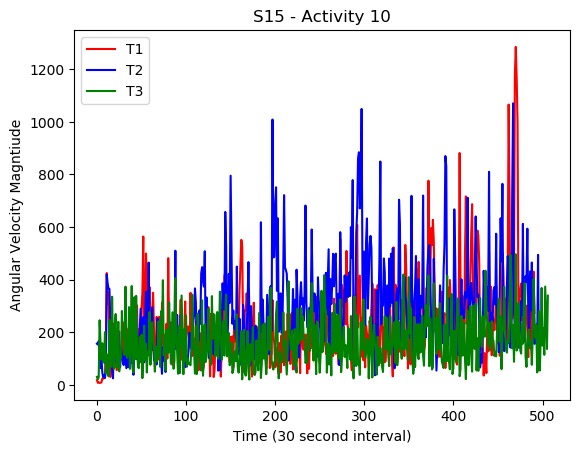 S15 - Activity 10
T1
T2
T3
1200
1000
800
600
400
200
0
Angular Velocity Magntiude
0 100 200 300 400 500
Time (30 second interval)